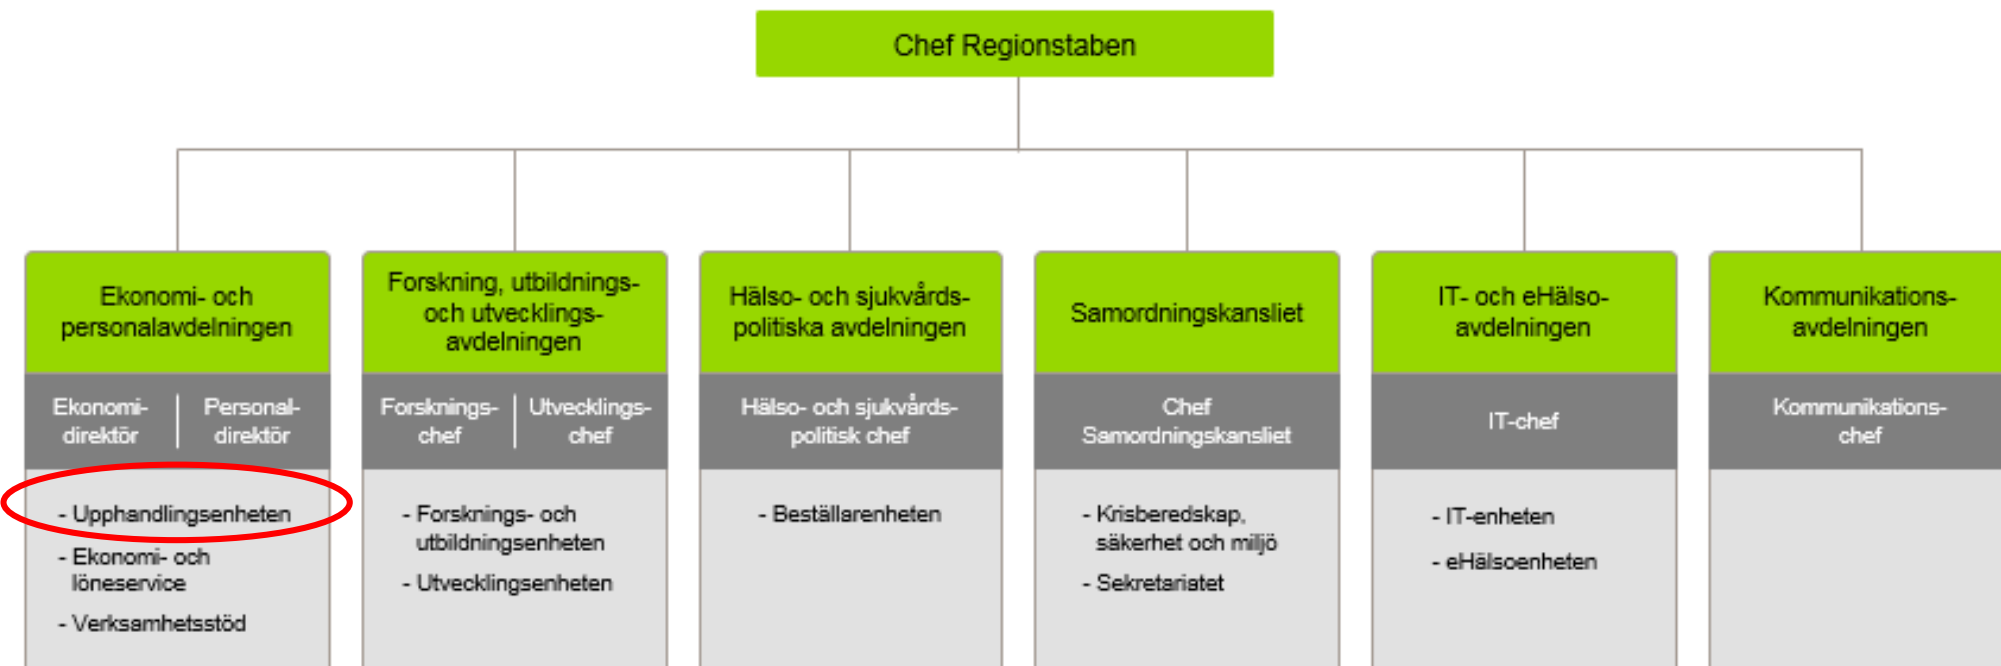 Chef Regionstaben
Ekonomi- och
personalavdelningen
Ekonomi-
direktör
Personal-
direktör
- Upphandlingsenheten
- Ekonomi- och
löneservice
- Verksamhetsstöd
Forskning, utbildnings-
och utvecklings-
avdelningen
Forsknings-
chef
Utvecklings-
chef
- Forsknings- och
utbildningsenheten
- Utvecklingsenheten
Hälso- och sjukvårds-
politiska avdelningen
Hälso- och sjukvårds-
politisk chef
- Beställarenheten
Samordningskansliet
Chef
Samordningskansliet
- Krisberedskap,
säkerhet och miljö
- Sekretariatet
IT- och eHälso-
avdelningen
IT-chef
- IT-enheten
- eHälsoenheten
Kommunikations-
avdelningen
Kommunikations-
chef